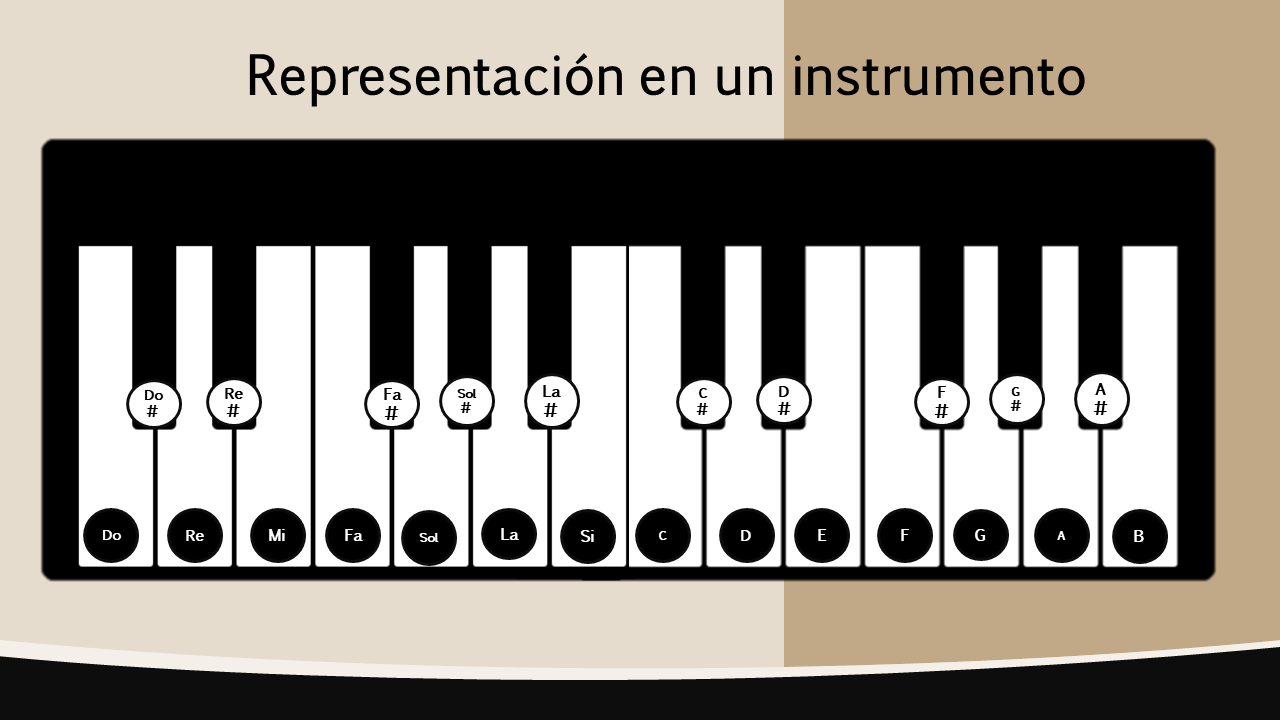 Representación en un instrumento
Do
#
Re
#
Fa
#
Sol
#
La
#
C
#
D
#
F
#
G
#
A
#
Do
Re
Mi
Fa
Sol
La
Si
C
D
E
F
G
A
B